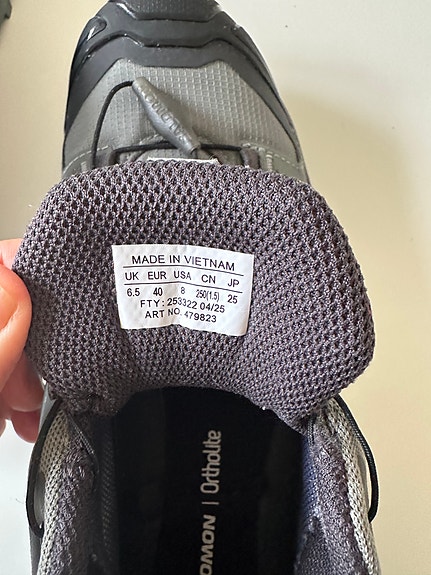 SALOMON
MADE IN VIETNAM
UK EUR USA CN JP
6.5 40 8 250(1.5) 25
FTY: 253322 04/25
ART NO. 479823
OMON | Ortholite